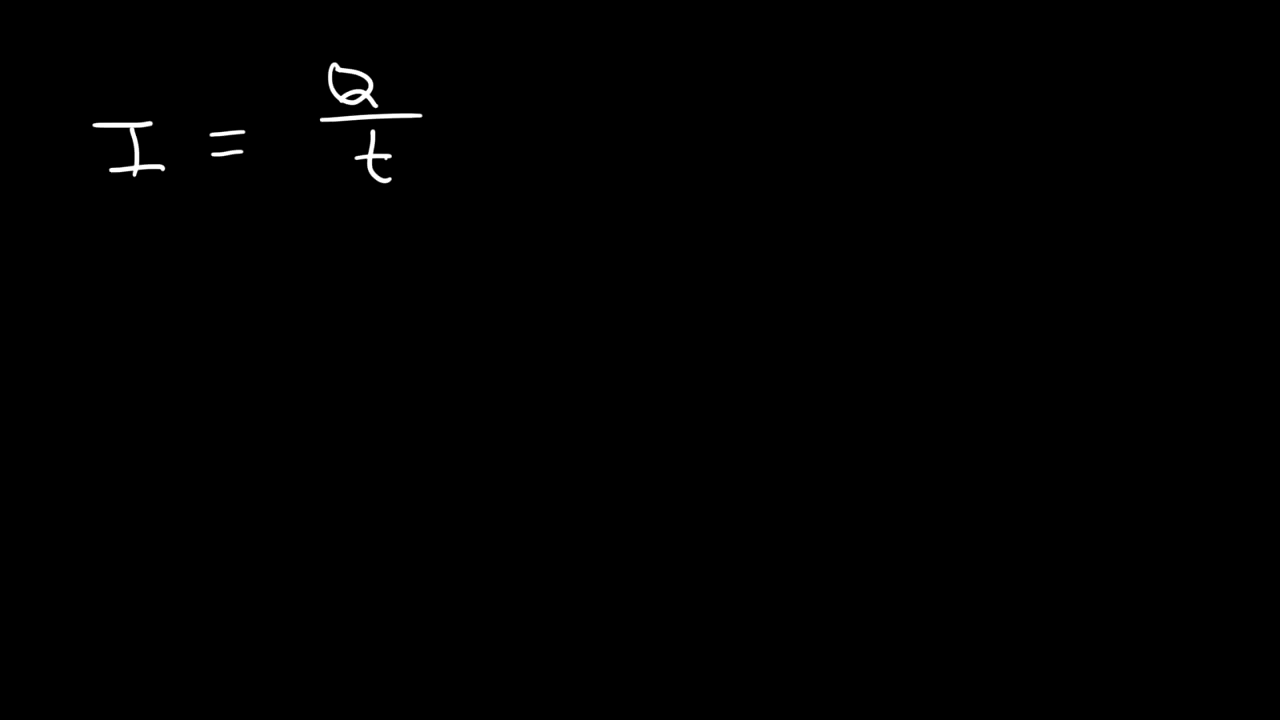 I = Q/t